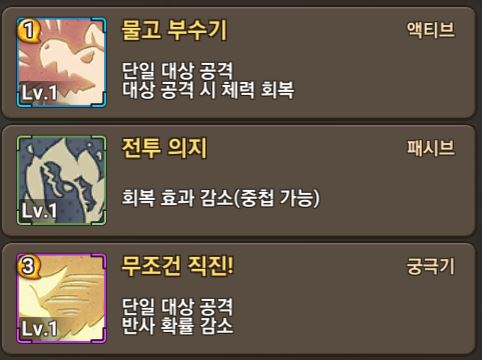 1
물고 부수기
액티브
단일 대상 공격
대상 공격 시 체력 회복
Lv.1
전투 의지
패시브
회복 효과 감소(중첩 가능)
Lv.1
3
무조건 직진!
궁극기
단일 대상 공격
반사 확률 감소
Lv.1